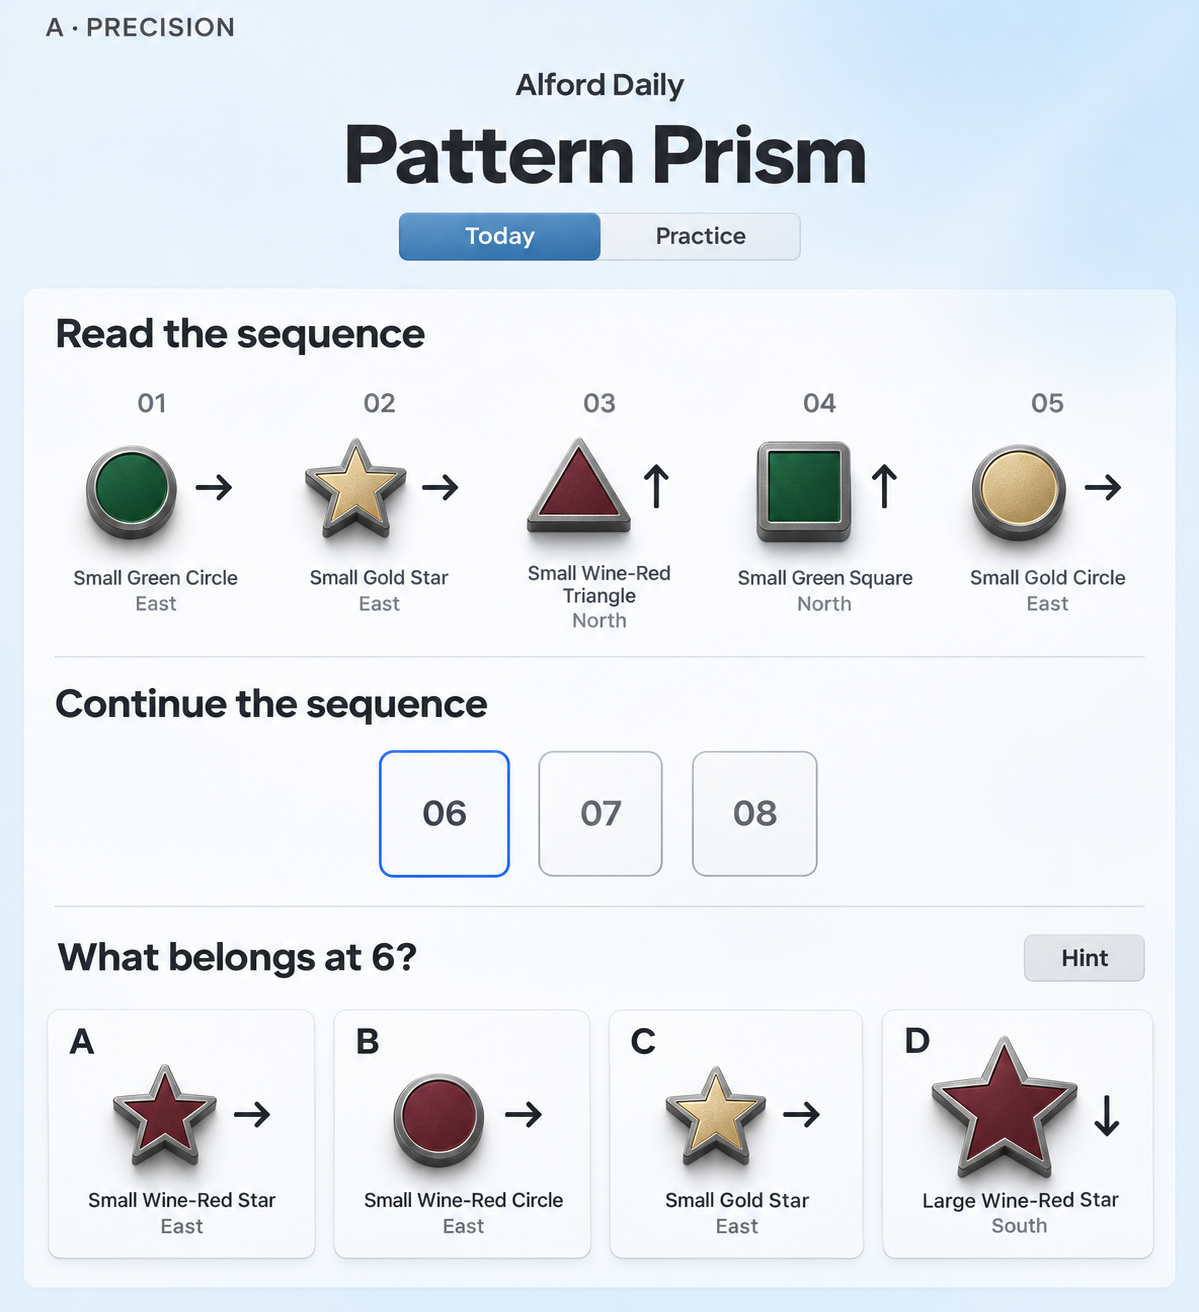 A · PRECISION
Alford Daily
Pattern Prism
Today
Practice
Read the sequence
01
02
03
04
05
Small Green Circle
East
Small Gold Star
East
Small Wine-Red
Triangle
North
Small Green Square
North
Small Gold Circle
East
Continue the sequence
06
07
08
What belongs at 6?
Hint
A
Small Wine-Red Star
East
B
Small Wine-Red Circle
East
C
Small Gold Star
East
D
Large Wine-Red Star
South